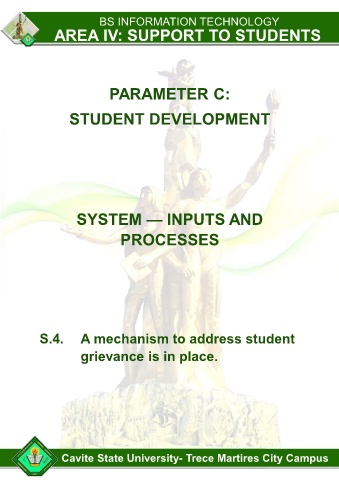 BS INFORMATION TECHNOLOGY
AREA IV: SUPPORT TO STUDENTS
PARAMETER C:
STUDENT DEVELOPMENT
SYSTEM — INPUTS AND
PROCESSES
S.4. A mechanism to address student
grievance is in place.
Cavite State University- Trece Martires City Campus